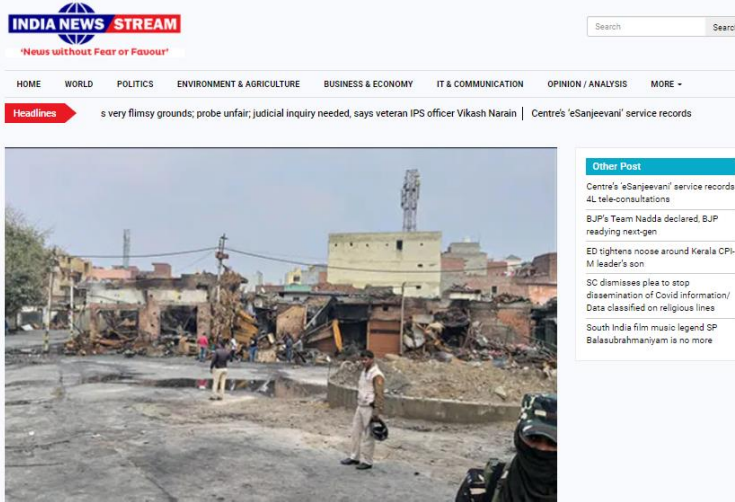 INDIA NEWS STREAM
'News without Fear or Favour'
Search
Search
HOME WORLD POLITICS ENVIRONMENT & AGRICULTURE BUSINESS & ECONOMY IT & COMMUNICATION OPINION / ANALYSIS MORE
Headlines s very flimsy grounds; probe unfair; judicial inquiry needed, says veteran IPS officer Vikash Narain | Centre's 'eSanjeevani' service records
Other Post
Centre's 'eSanjeevani' service records
4L tele-consultations
BJP's Team Nadda declared, BJP
readying next-gen
ED tightens noose around Kerala CPI-
M leader's son
SC dismisses plea to stop
dissemination of Covid information/
Data classified on religious lines
South India film music legend SP
Balasubrahmaniyam is no more